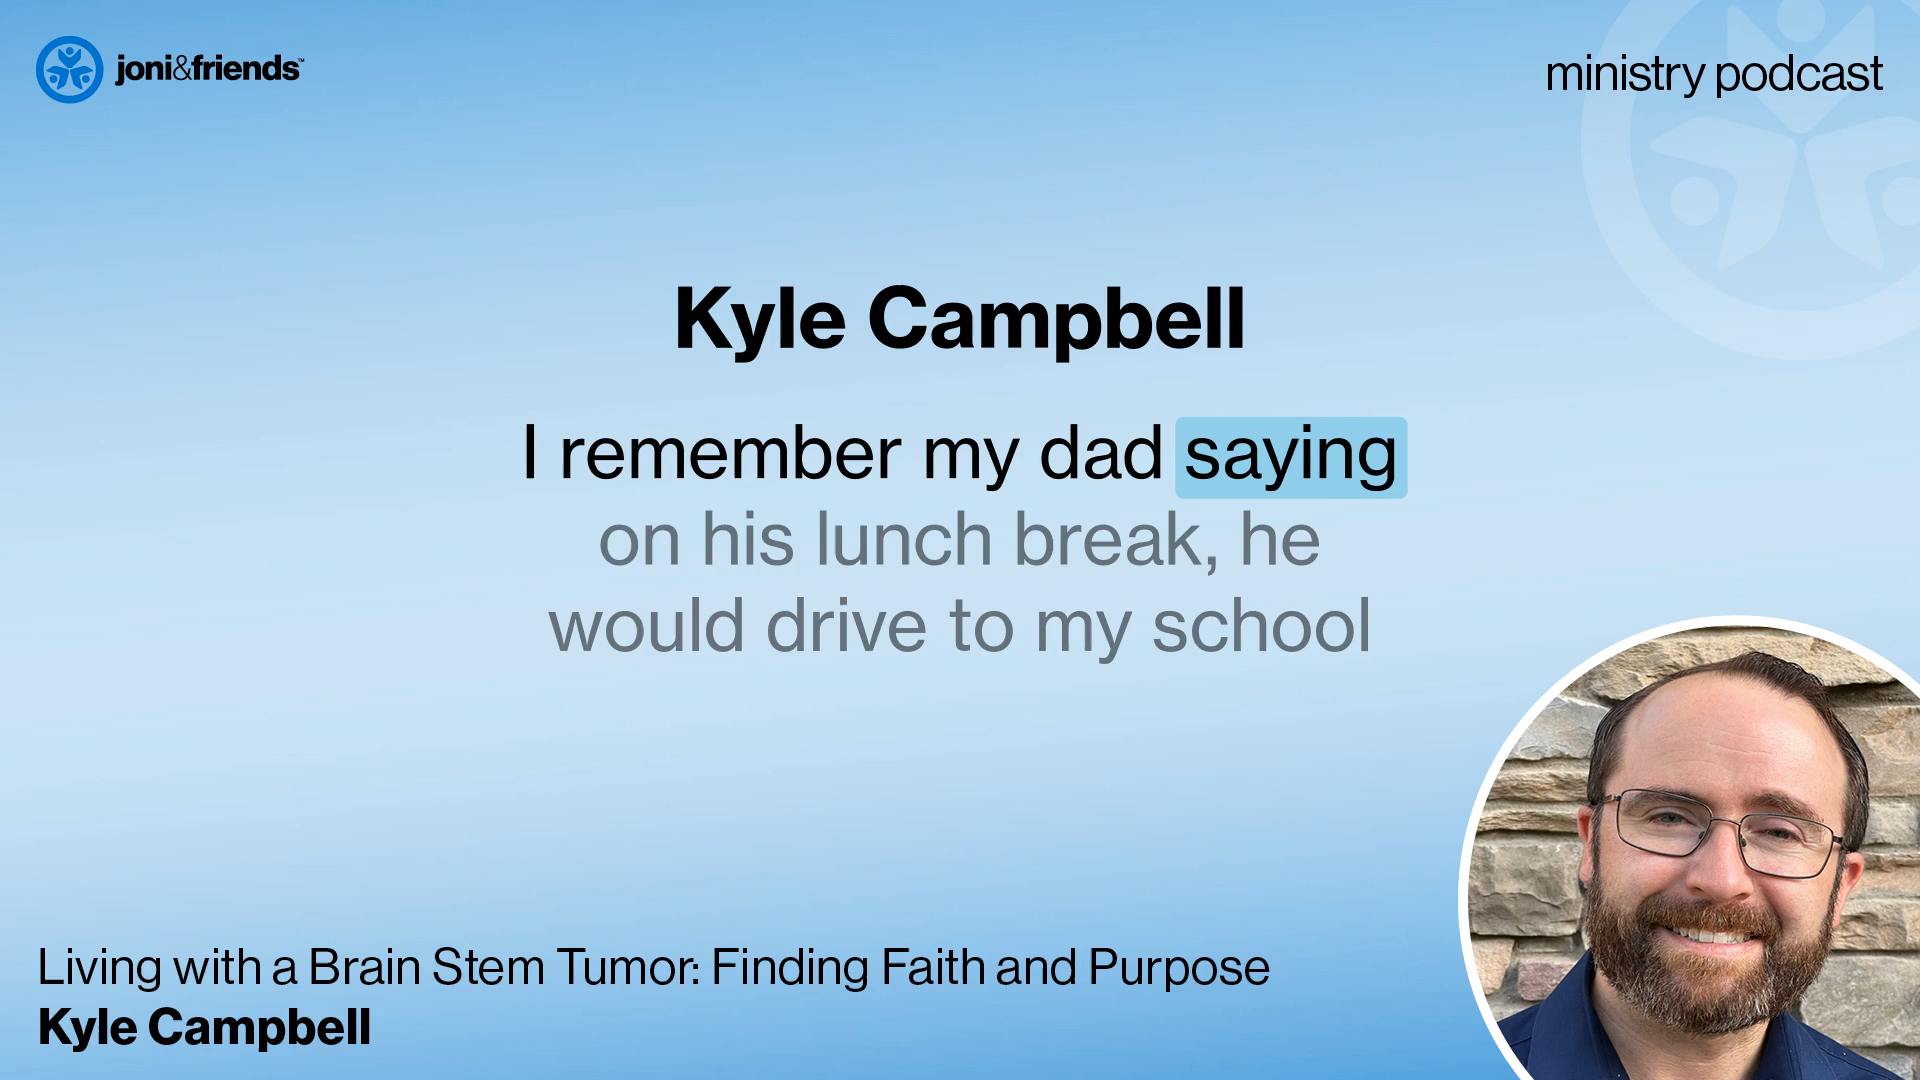 joni&friends™
ministry podcast
Kyle Campbell
I remember my dad saying
on his lunch break, he
would drive to my school
Living with a Brain Stem Tumor: Finding Faith and Purpose
Kyle Campbell